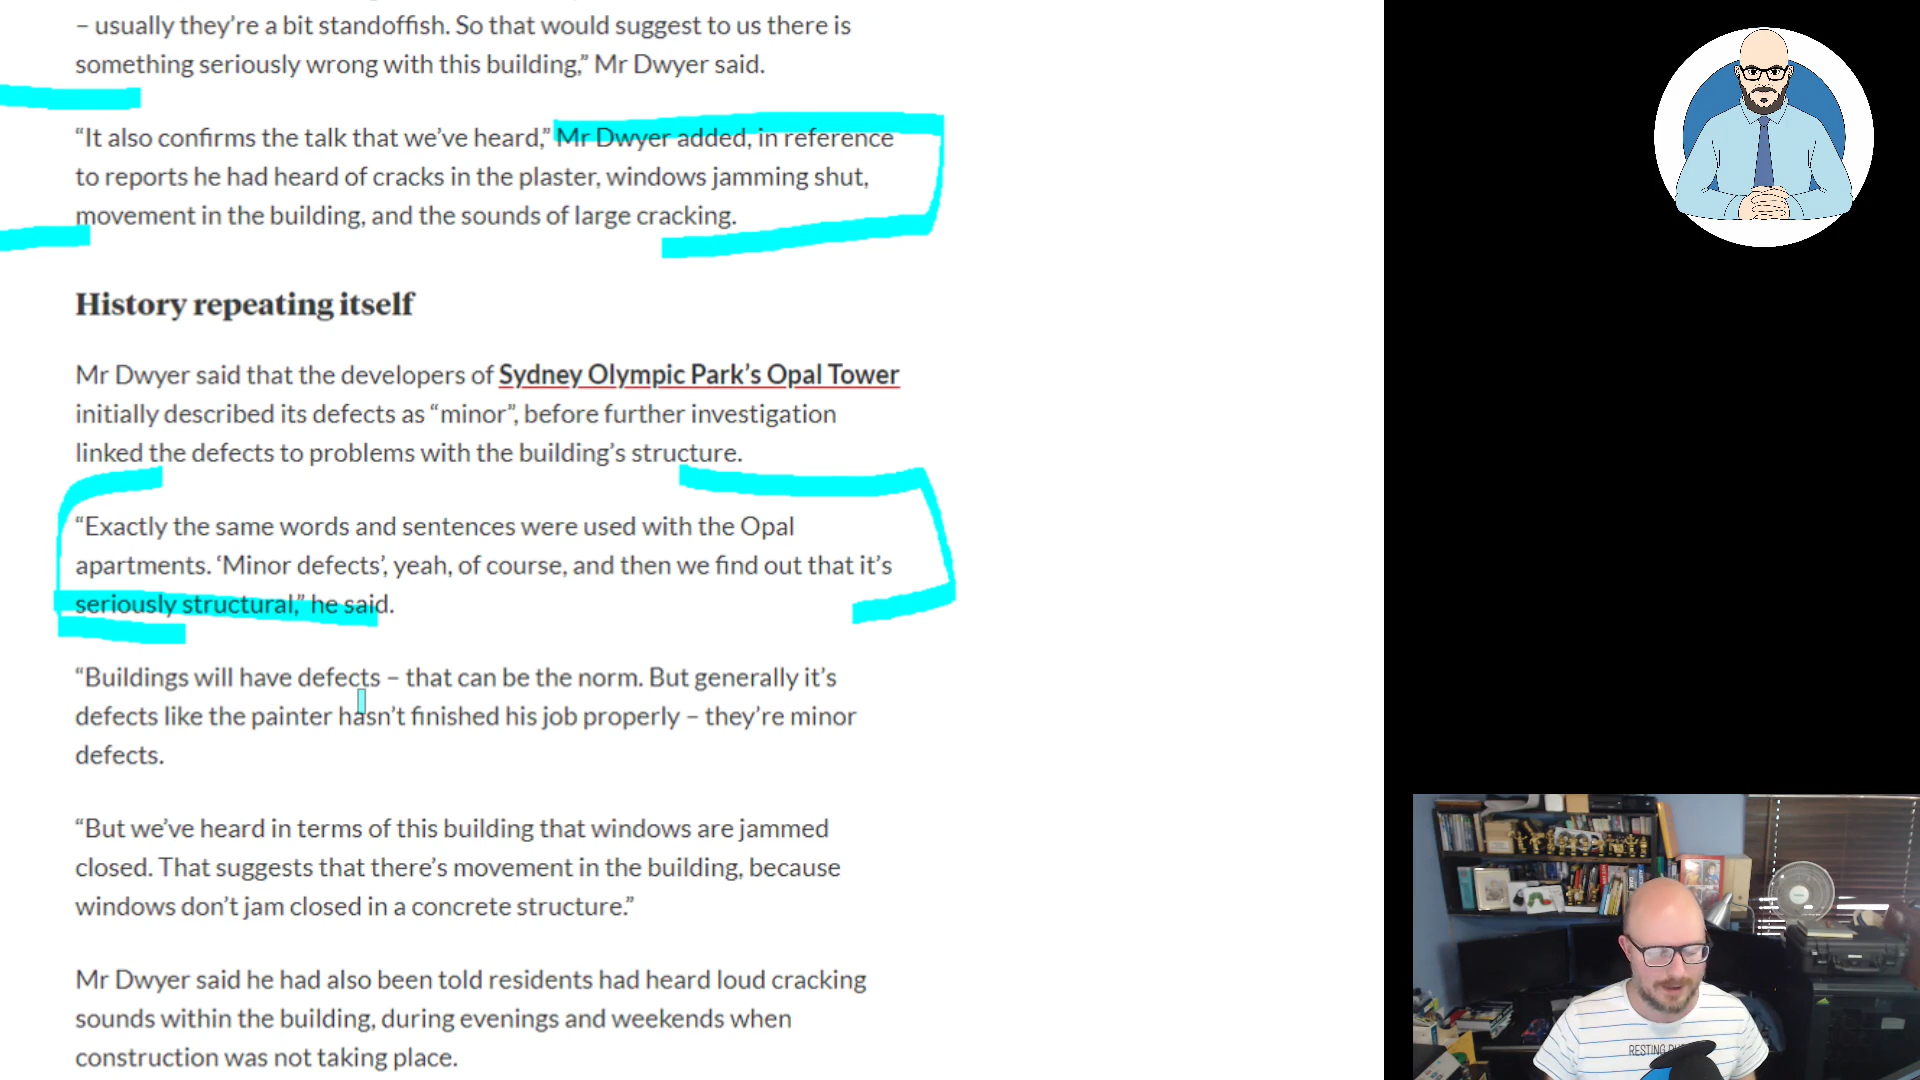 – usually they’re a bit standoffish. So that would suggest to us there is
something seriously wrong with this building,” Mr Dwyer said.
“It also confirms the talk that we’ve heard,” Mr Dwyer added, in reference
to reports he had heard of cracks in the plaster, windows jamming shut,
movement in the building, and the sounds of large cracking.
History repeating itself
Mr Dwyer said that the developers of Sydney Olympic Park’s Opal Tower
initially described its defects as “minor”, before further investigation
linked the defects to problems with the building’s structure.
“Exactly the same words and sentences were used with the Opal
apartments. ‘Minor defects’, yeah, of course, and then we find out that it’s
seriously structural,” he said.
“Buildings will have defects – that can be the norm. But generally it’s
defects like the painter hasn’t finished his job properly – they’re minor
defects.
“But we’ve heard in terms of this building that windows are jammed
closed. That suggests that there’s movement in the building, because
windows don’t jam closed in a concrete structure.”
Mr Dwyer said he had also been told residents had heard loud cracking
sounds within the building, during evenings and weekends when
construction was not taking place.
RESTING